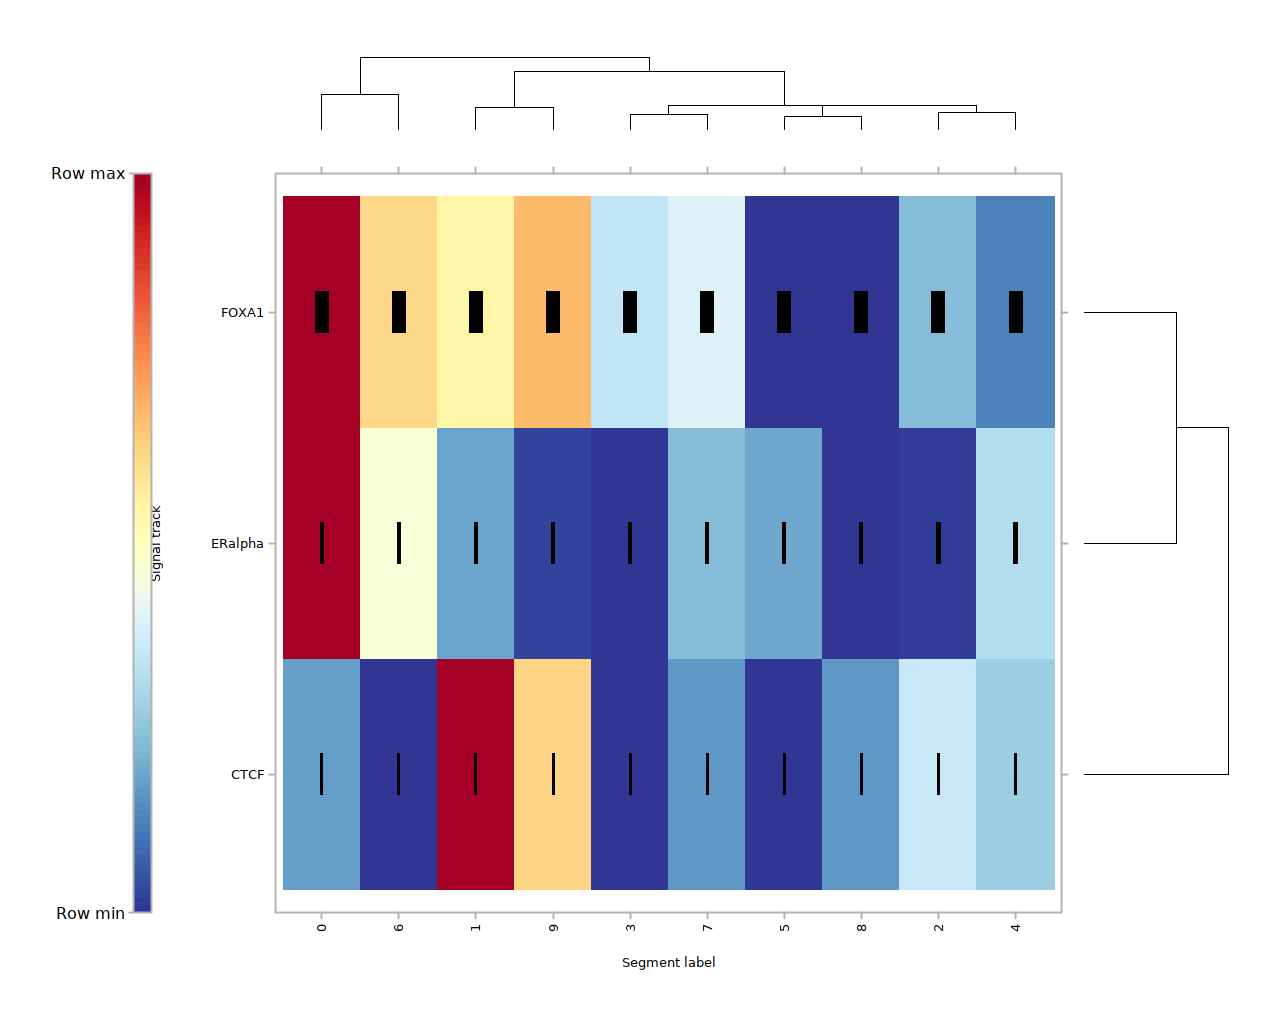 Row max
Signal track
Row min
FOXA1
ERalpha
CTCF
0 6 1 9 3 7 5 8 2 4
Segment label